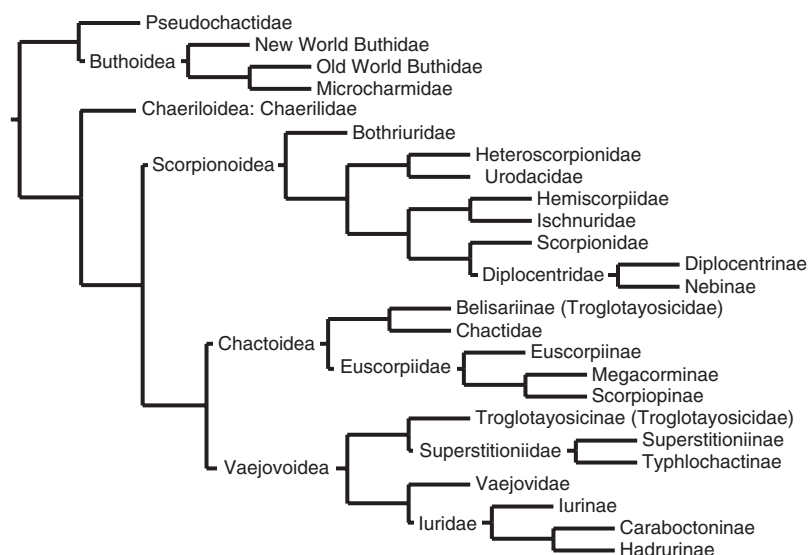 Pseudochactidae
New World Buthidae
Buthoidea
Old World Buthidae
Microcharmidae
Chaeriloidea: Chaerilidae
Bothriuridae
Scorpionoidea
Heteroscorpionidae
Urodacidae
Hemiscorpiidae
Ischnuridae
Scorpionidae
Diplocentrinae
Diplocentridae
Nebinae
Belisariinae (Troglotayosicidae)
Chactidae
Chactoidea
Euscorpiinae
Euscorpiidae
Megacorminae
Scorpiopinae
Troglotayosicinae (Troglotayosicidae)
Superstitioniinae
Superstitioniidae
Typhlochactinae
Vaejovoidea
Vaejovidae
Iurinae
Iuridae
Caraboctoninae
Hadrurinae